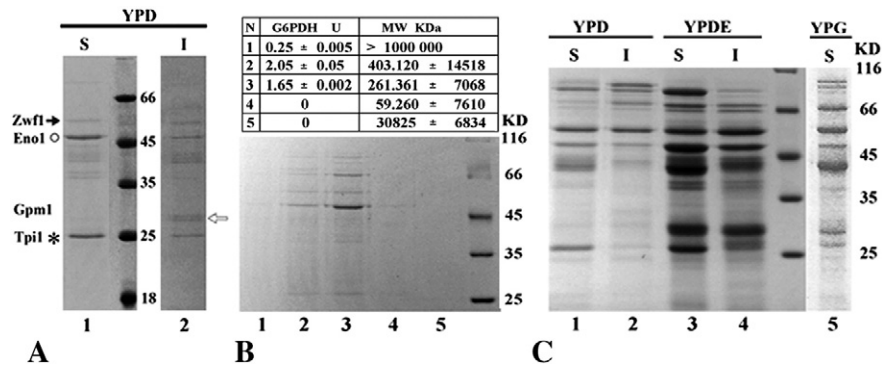 YPD
S I
Zwf1
Eno1
Gpm1
Tpi1 *
66
45
35
25
18
1 2
A
N G6PDH U MW KDa
1 0.25 ± 0.005 > 1000 000
2 2.05 ± 0.05 403.120 ± 14518
3 1.65 ± 0.002 261.361 ± 7068
4 0 59.260 ± 7610
5 0 30825 ± 6834
KD
116
66
45
35
25
1 2 3 4 5
B
YPD YPDE YPG
S I S I S
KD
116
66
45
35
25
1 2 3 4 5
C